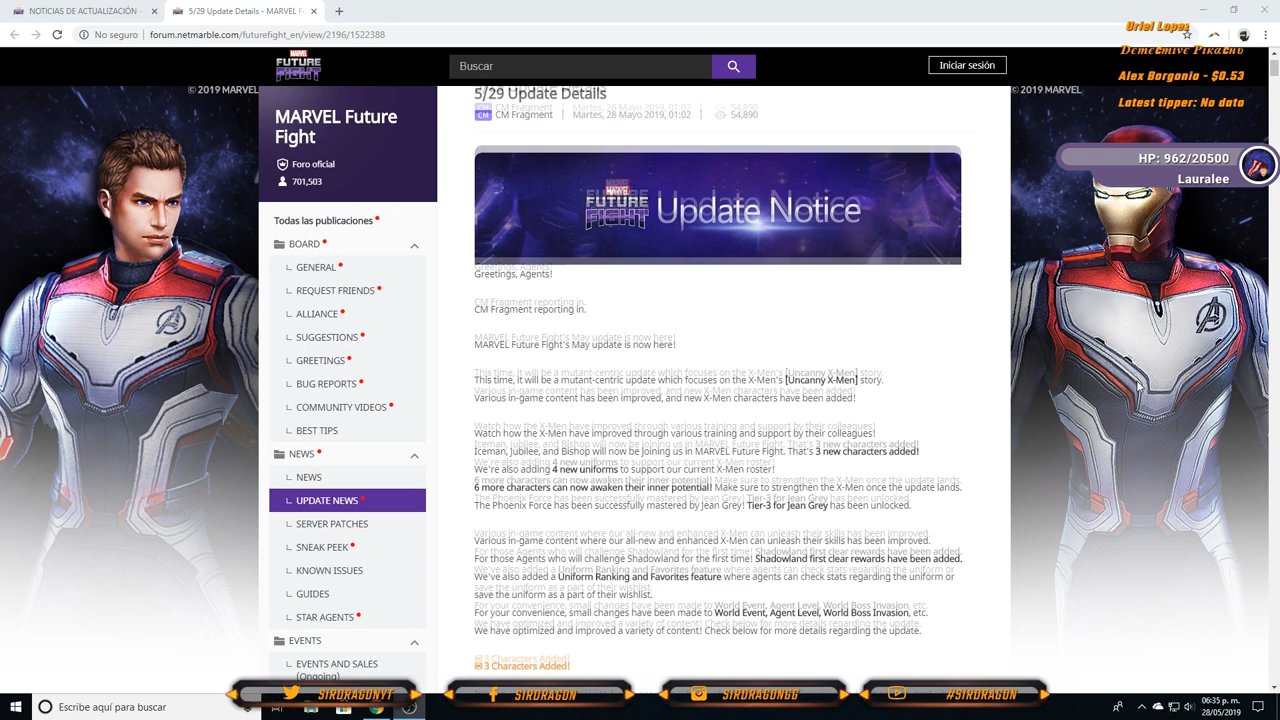 NOTICIAS DE ACTUALIZACIÓN -
5/29 Update Details - MARVEL F
No seguro
forum.netmarble.com/futurefight_en/view/2196/1522388
Uriel Lopez
Alex Borgonio - $0.53
Latest tipper: No data
HP: 962/20500
Lauralee
MARVEL
FUTURE
FIGHT
Buscar
Iniciar sesión
© 2019 MARVEL
© 2019 MARVEL
MARVEL Future
Fight
Foro oficial
701,503
Todas las publicaciones
BOARD
GENERAL
REQUEST FRIENDS
ALLIANCE
SUGGESTIONS
GREETINGS
BUG REPORTS
COMMUNITY VIDEOS
BEST TIPS
NEWS
NEWS
UPDATE NEWS
SERVER PATCHES
SNEAK PEEK
KNOWN ISSUES
GUIDES
STAR AGENTS
EVENTS
EVENTS AND SALES
(Ongoing)
5/29 Update Details
CM CM Fragment | Martes, 28 Mayo 2019, 01:02 | 54,890
MARVEL
FUTURE
FIGHT
Update Notice
Greetings, Agents!
CM Fragment reporting in.
MARVEL Future Fight's May update is now here!
This time, it will be a mutant-centric update which focuses on the X-Men's [Uncanny X-Men] story.
Various in-game content has been improved, and new X-Men characters have been added!
Watch how the X-Men have improved through various training and support by their colleagues!
Iceman, Jubilee, and Bishop will now be joining us in MARVEL Future Fight. That's 3 new characters added!
We're also adding 4 new uniforms to support our current X-Men roster!
6 more characters can now awaken their inner potential! Make sure to strengthen the X-Men once the update lands.
The Phoenix Force has been successfully mastered by Jean Grey! Tier-3 for Jean Grey has been unlocked.
Various in-game content where our all-new and enhanced X-Men can unleash their skills has been improved.
For those Agents who will challenge Shadowland for the first time! Shadowland first clear rewards have been added.
We've also added a Uniform Ranking and Favorites feature where agents can check stats regarding the uniform or
save the uniform as a part of their wishlist.
For your convenience, small changes have been made to World Event, Agent Level, World Boss Invasion, etc.
We have optimized and improved a variety of content! Check below for more details regarding the update.
3 Characters Added!
SIRDRAGONYT
SIRDRAGON
SIRDRAGONGG
#SIRDRAGON
Escribe aquí para buscar
06:35 p. m.
28/05/2019